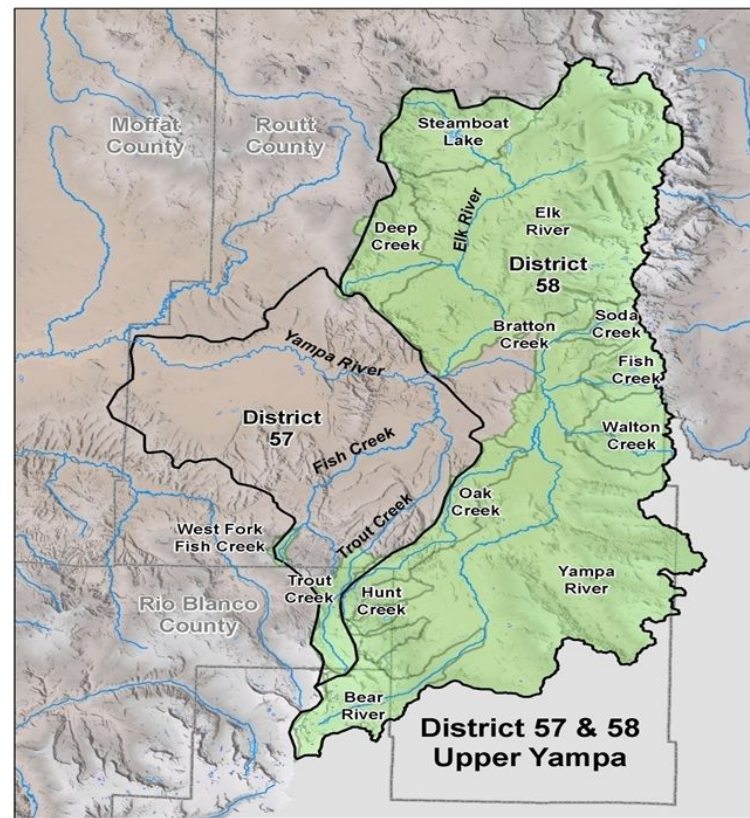 Moffat
County
Routt
County
Steamboat
Lake
Deep
Creek
Elk River
Elk
River
District
58
Bratton
Creek
Soda
Creek
Fish
Creek
Walton
Creek
Yampa River
District
57
Fish Creek
Trout Creek
Oak
Creek
West Fork
Fish Creek
Trout
Creek
Hunt
Creek
Yampa
River
Rio Blanco
County
Bear
River
District 57 & 58
Upper Yampa